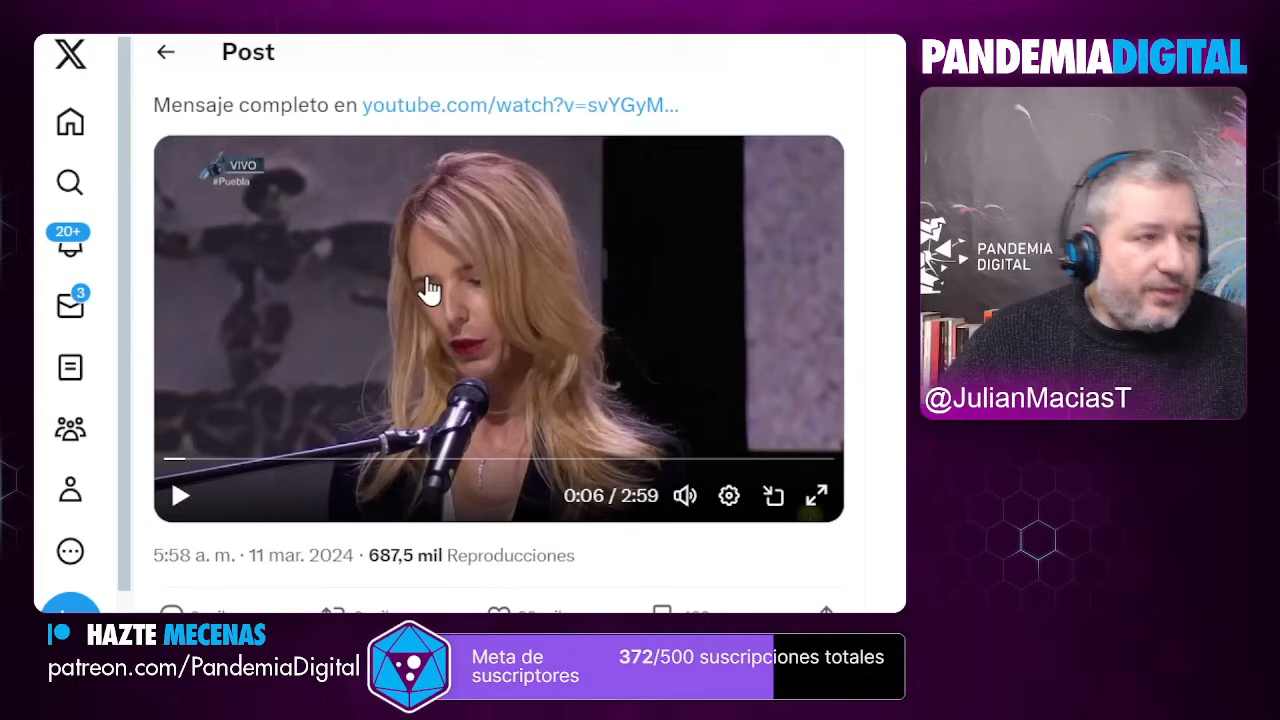 Post
Mensaje completo en youtube.com/watch?v=svYGyM...
VIVO
#Puebla
20+
3
0:06 / 2:59
5:58 a. m. · 11 mar. 2024 · 687,5 mil Reproducciones
PANDEMIADIGITAL
PANDEMIA
DIGITAL
@JulianMaciasT
HAZTE MECENAS
patreon.com/PandemiaDigital
Meta de
suscriptores
372/500 suscripciones totales